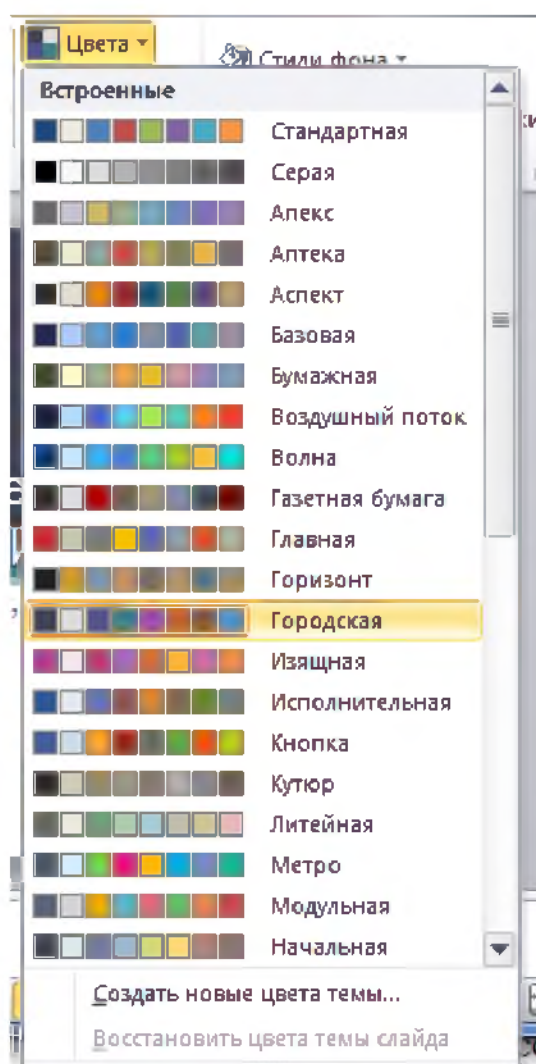 Цвета
Стили фона
Встроенные
Стандартная
Серая
Апекс
Аптека
Аспект
Базовая
Бумажная
Воздушный поток
Волна
Газетная бумага
Главная
Горизонт
Городская
Изящная
Исполнительная
Кнопка
Кутюр
Литейная
Метро
Модульная
Начальная
Создать новые цвета темы...
Восстановить цвета темы слайда